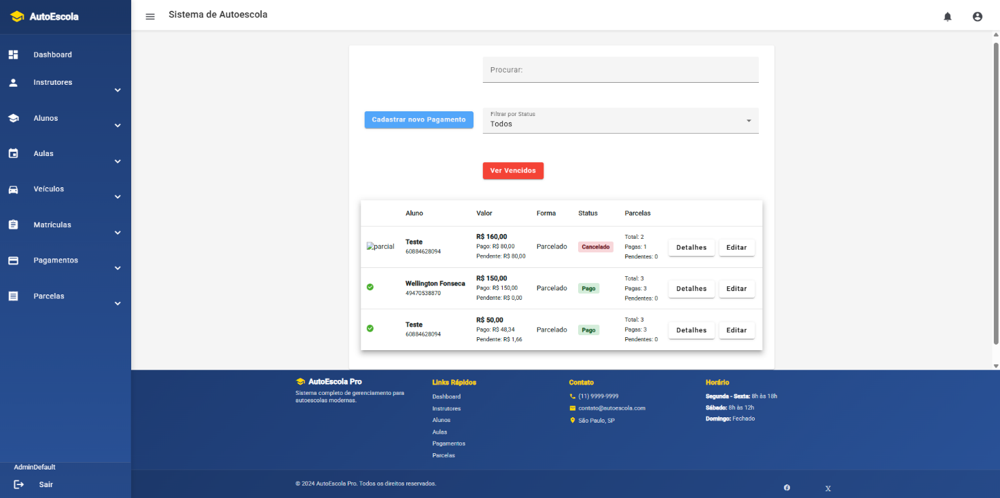 AutoEscola
Sistema de Autoescola
Dashboard
Instrutores
Alunos
Aulas
Veículos
Matrículas
Pagamentos
Parcelas
AdminDefault
Sair
Procurar:
Cadastrar novo Pagamento
Filtrar por Status
Todos
Ver Vencidos
Aluno Valor Forma Status Parcelas
parcial
Teste
60884628094
R$ 160,00
Pago: R$ 80,00
Pendente: R$ 80,00
Parcelado
Cancelado
Total: 2
Pagas: 1
Pendentes: 0
Detalhes
Editar
Wellington Fonseca
49470538870
R$ 150,00
Pago: R$ 150,00
Pendente: R$ 0,00
Parcelado
Pago
Total: 3
Pagas: 3
Pendentes: 0
Detalhes
Editar
Teste
60884628094
R$ 50,00
Pago: R$ 48,34
Pendente: R$ 1,66
Parcelado
Pago
Total: 3
Pagas: 3
Pendentes: 0
Detalhes
Editar
AutoEscola Pro
Sistema completo de gerenciamento para
autoescolas modernas.
Links Rápidos
Dashboard
Instrutores
Alunos
Aulas
Pagamentos
Parcelas
Contato
(11) 9999-9999
contato@autoescola.com
São Paulo, SP
Horário
Segunda - Sexta: 8h às 18h
Sábado: 8h às 12h
Domingo: Fechado
© 2024 AutoEscola Pro. Todos os direitos reservados.
X